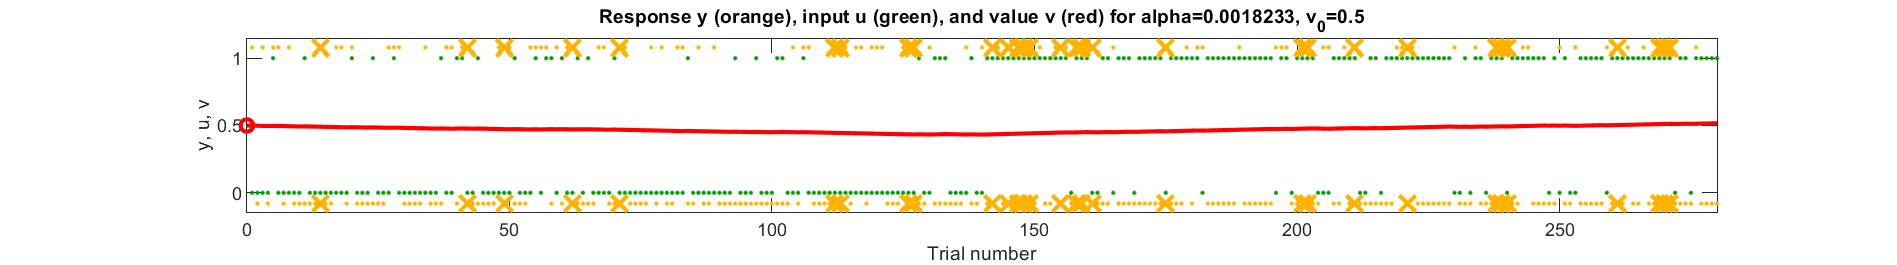 Response y (orange), input u (green), and value v (red) for alpha=0.0018233, v0=0.5
y, u, v
1
0.5
0
0 50 100 150 200 250
Trial number